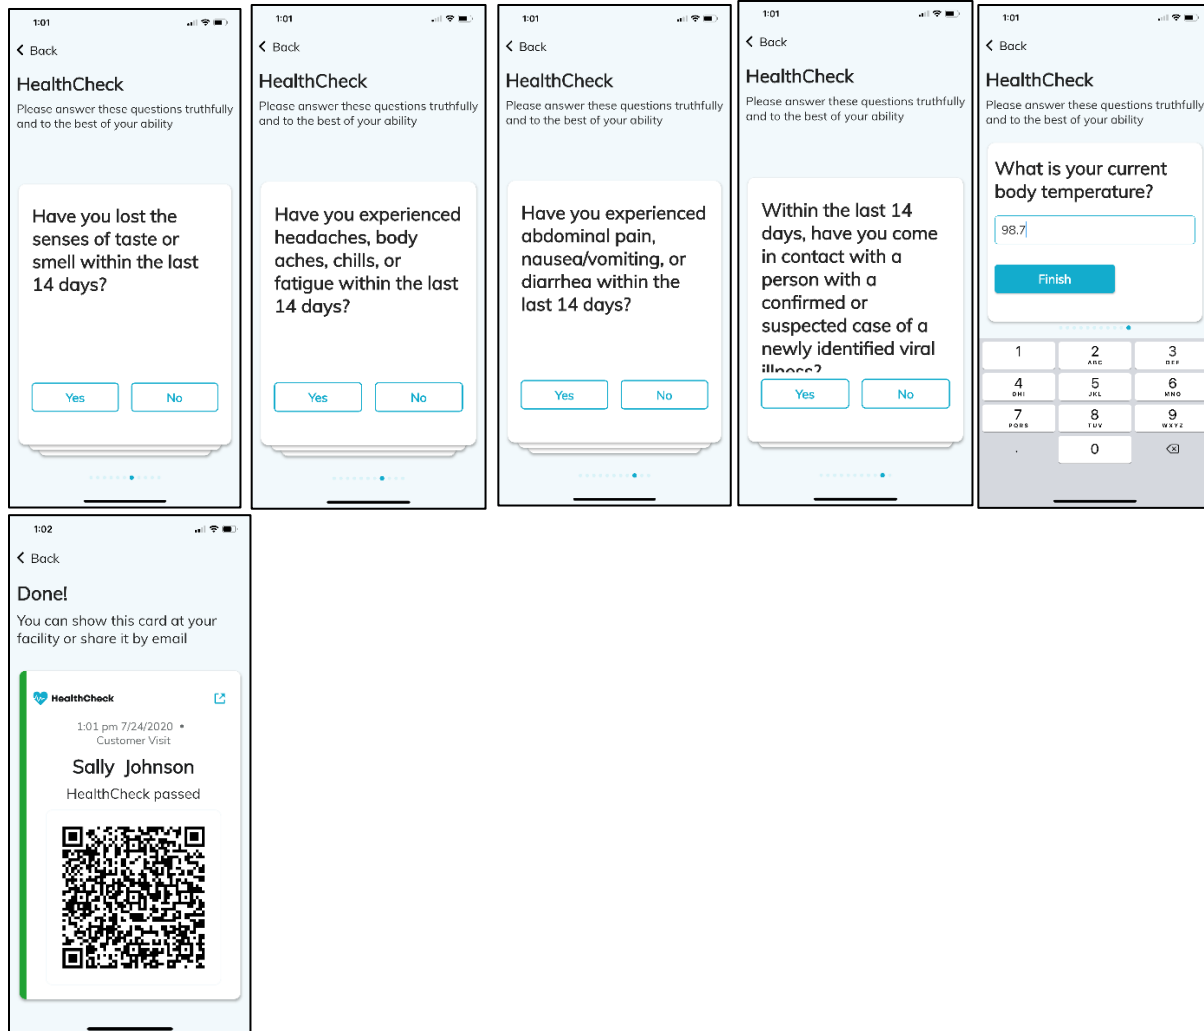 1:01
Back
HealthCheck
Please answer these questions truthfully
and to the best of your ability
Have you lost the
senses of taste or
smell within the last
14 days?
Yes No
1:01
Back
HealthCheck
Please answer these questions truthfully
and to the best of your ability
Have you experienced
headaches, body
aches, chills, or
fatigue within the last
14 days?
Yes No
1:01
Back
HealthCheck
Please answer these questions truthfully
and to the best of your ability
Have you experienced
abdominal pain,
nausea/vomiting, or
diarrhea within the
last 14 days?
Yes No
1:01
Back
HealthCheck
Please answer these questions truthfully
and to the best of your ability
Within the last 14
days, have you come
in contact with a
person with a
confirmed or
suspected case of a
newly identified viral
illness?
Yes No
1:01
Back
HealthCheck
Please answer these questions truthfully
and to the best of your ability
What is your current
body temperature?
98.7
Finish
1 2 3
ABC DEF
4 5 6
GHI JKL MNO
7 8 9
PQRS TUV WXYZ
. 0
1:02
Back
Done!
You can show this card at your
facility or share it by email
HealthCheck
1:01 pm 7/24/2020 •
Customer Visit
Sally Johnson
HealthCheck passed